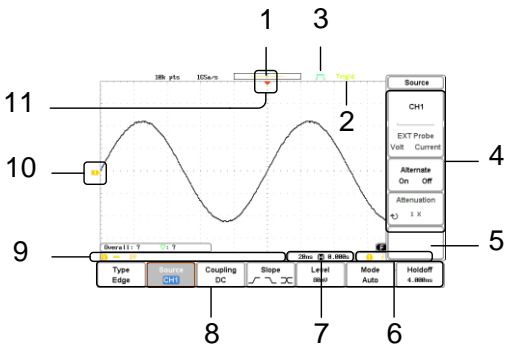 1
3
10k pts 1GSa/s Trig'd
Source
11
2
CH1
EXT Probe
Volt Current
4
10
Alternate
On Off
Attenuation
1 X
Overall: ? : ?
5
9
20ns H 0.000s
Type Source Coupling Slope Level Mode Holdoff
Edge CH1 DC Auto 4.000ns
8
7
6